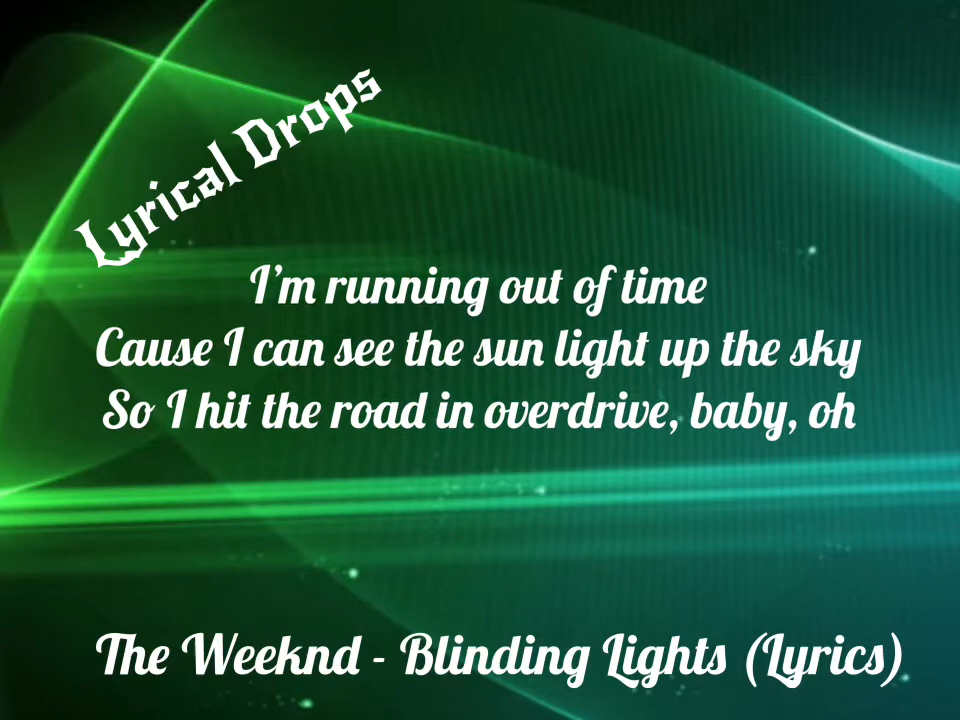 Lyrical Drops
I'm running out of time
Cause I can see the sun light up the sky
So I hit the road in overdrive, baby, oh
The Weeknd - Blinding Lights (Lyrics)